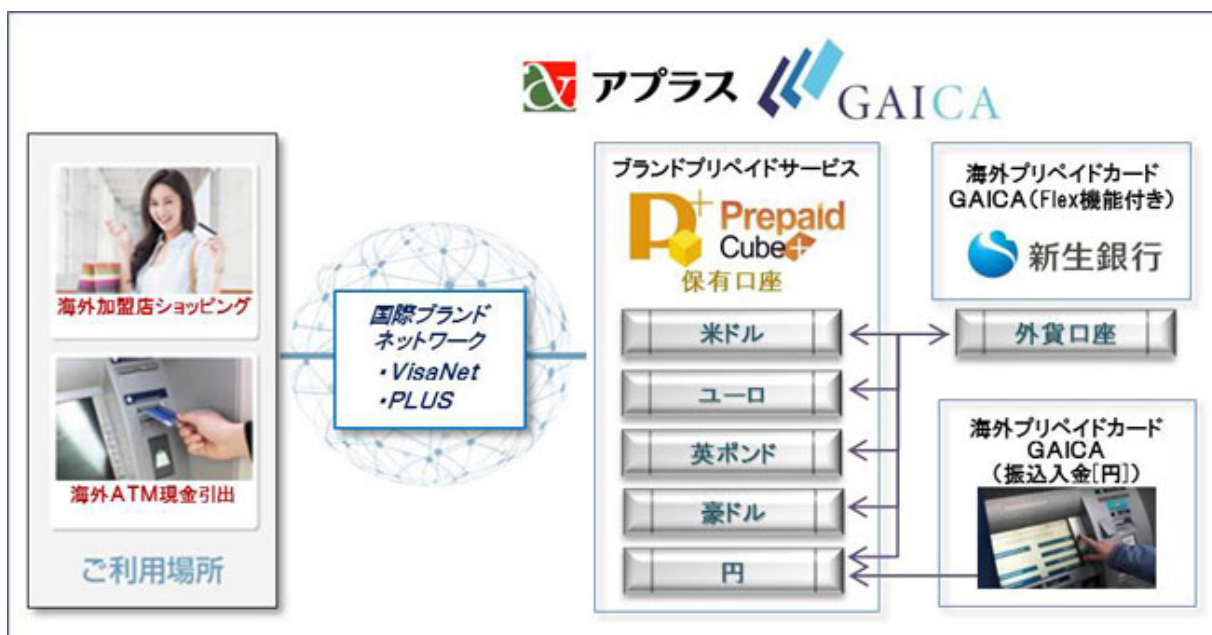 アプラス
GAICA
海外加盟店ショッピング
海外ATM現金引出
ご利用場所
国際ブランド
ネットワーク
・VisaNet
・PLUS
ブランドプリペイドサービス
P+ Prepaid
Cube+
保有口座
米ドル
ユーロ
英ポンド
豪ドル
円
海外プリペイドカード
GAICA(Flex機能付き)
新生銀行
外貨口座
海外プリペイドカード
GAICA
(振込入金[円])